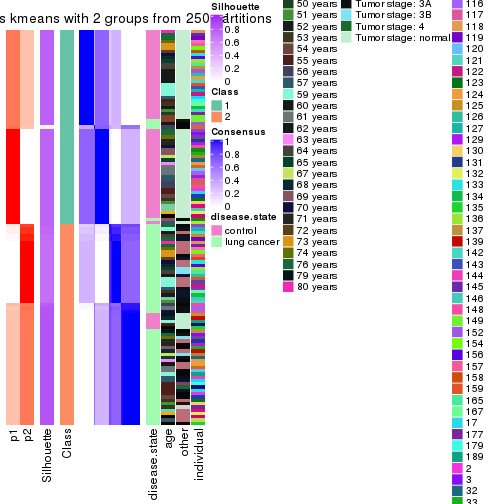 s kmeans with 2 groups from 250 artitions
Silhouette
1
0.8
0.6
0.4
0.2
0
Class
1
2
Consensus
1
0.8
0.6
0.4
0.2
0
disease.state
control
lung cancer
50 years
51 years
52 years
53 years
54 years
55 years
56 years
57 years
59 years
60 years
61 years
62 years
63 years
64 years
65 years
67 years
68 years
69 years
70 years
71 years
72 years
73 years
74 years
76 years
79 years
80 years
Tumor stage: 3A
Tumor stage: 3B
Tumor stage: 4
Tumor stage: normal
116
117
118
119
120
121
122
123
124
125
126
127
129
130
131
132
133
134
135
136
137
139
142
143
144
145
146
148
149
152
154
156
157
158
159
165
167
17
177
179
189
2
3
32
33
p1
p2
Silhouette
Class
disease.state
age
other
individual